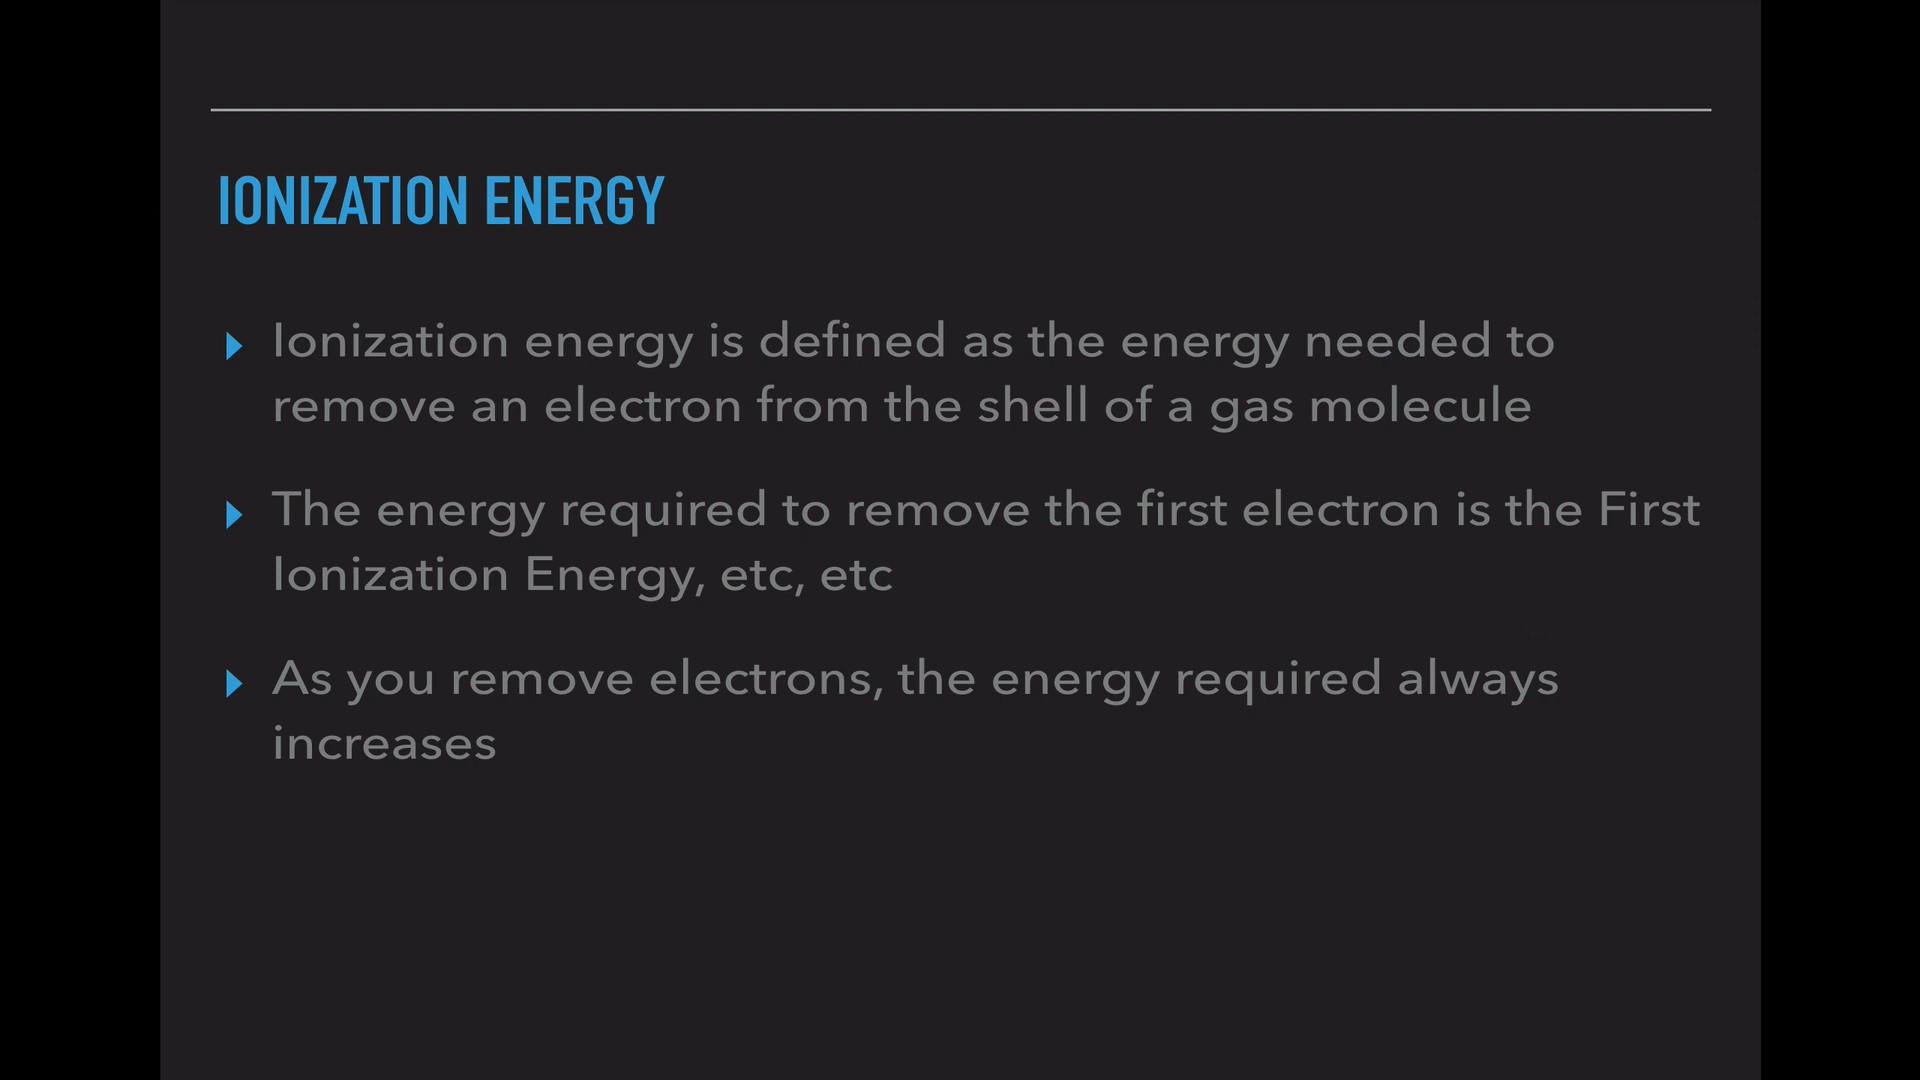 IONIZATION ENERGY
Ionization energy is defined as the energy needed to
remove an electron from the shell of a gas molecule
The energy required to remove the first electron is the First
Ionization Energy, etc, etc
As you remove electrons, the energy required always
increases